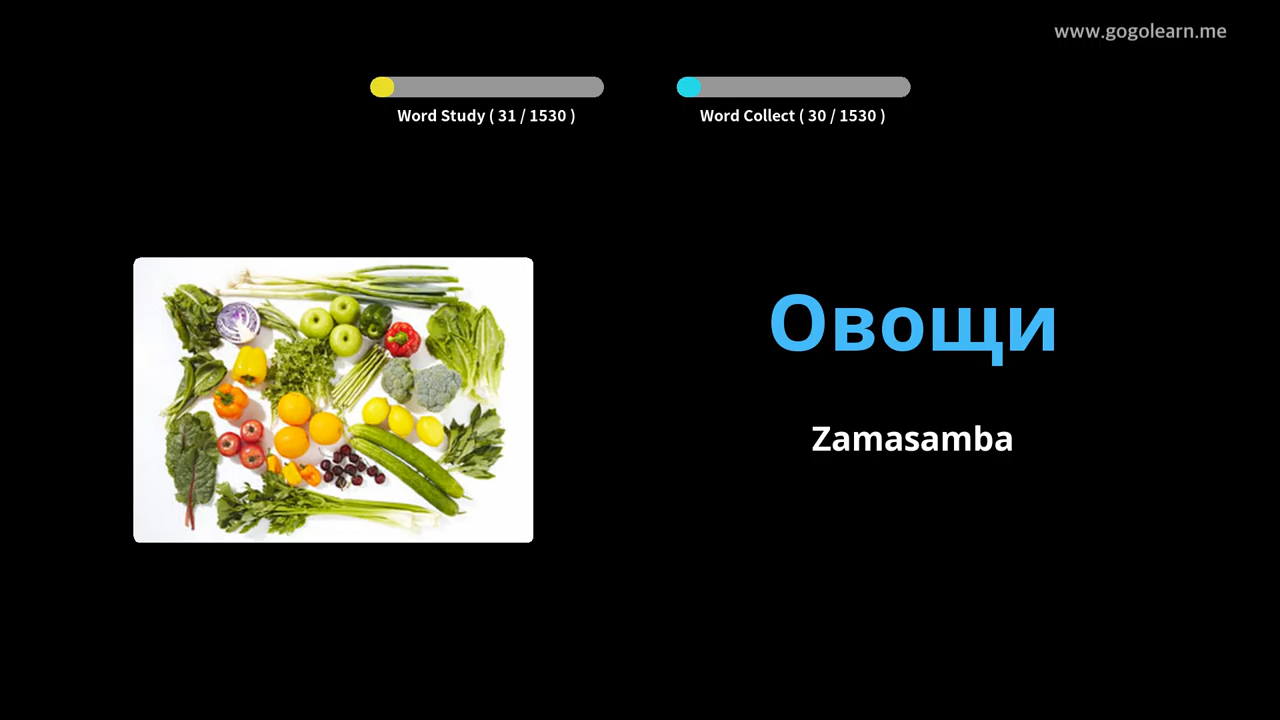 www.gogolearn.me
Word Study ( 31 / 1530 )
Word Collect ( 30 / 1530 )
Овощи
Zamasamba